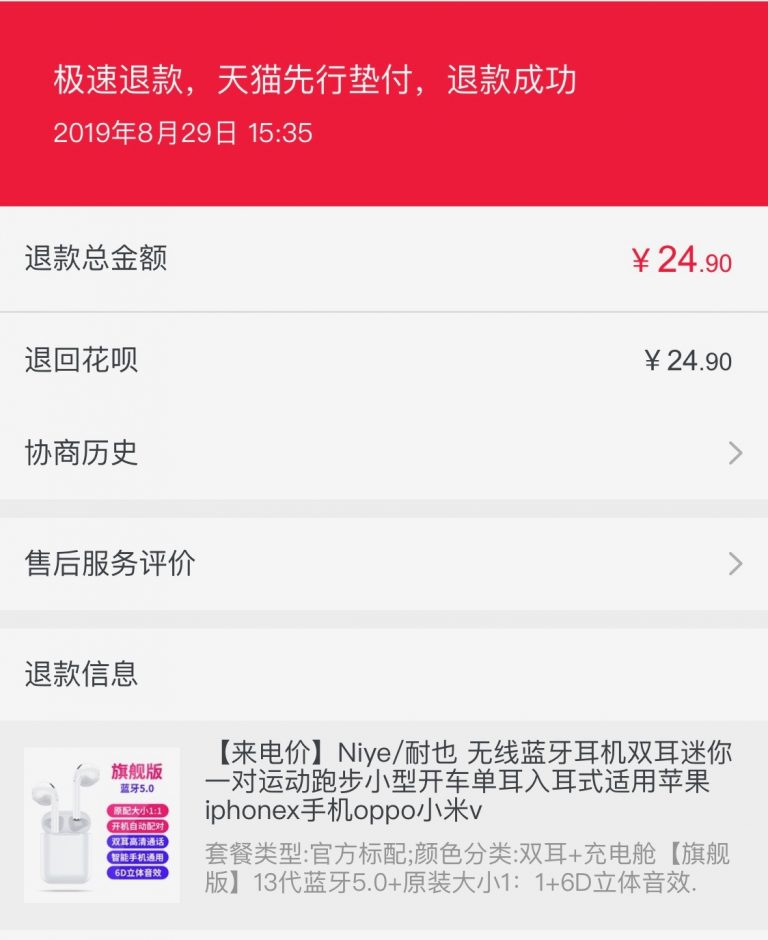 极速退款，天猫先行垫付，退款成功
2019年8月29日 15:35
退款总金额
￥24.90
退回花呗
￥24.90
协商历史
售后服务评价
退款信息
旗舰版
蓝牙5.0
原配大小1:1
开机自动配对
双耳高清通话
智能手机通用
6D立体音效
【来电价】Niye/耐也 无线蓝牙耳机双耳迷你
一对运动跑步小型开车单耳入耳式适用苹果
iphonex手机oppo小米v
套餐类型:官方标配;颜色分类:双耳+充电舱【旗舰
版】13代蓝牙5.0+原装大小1：1+6D立体音效.